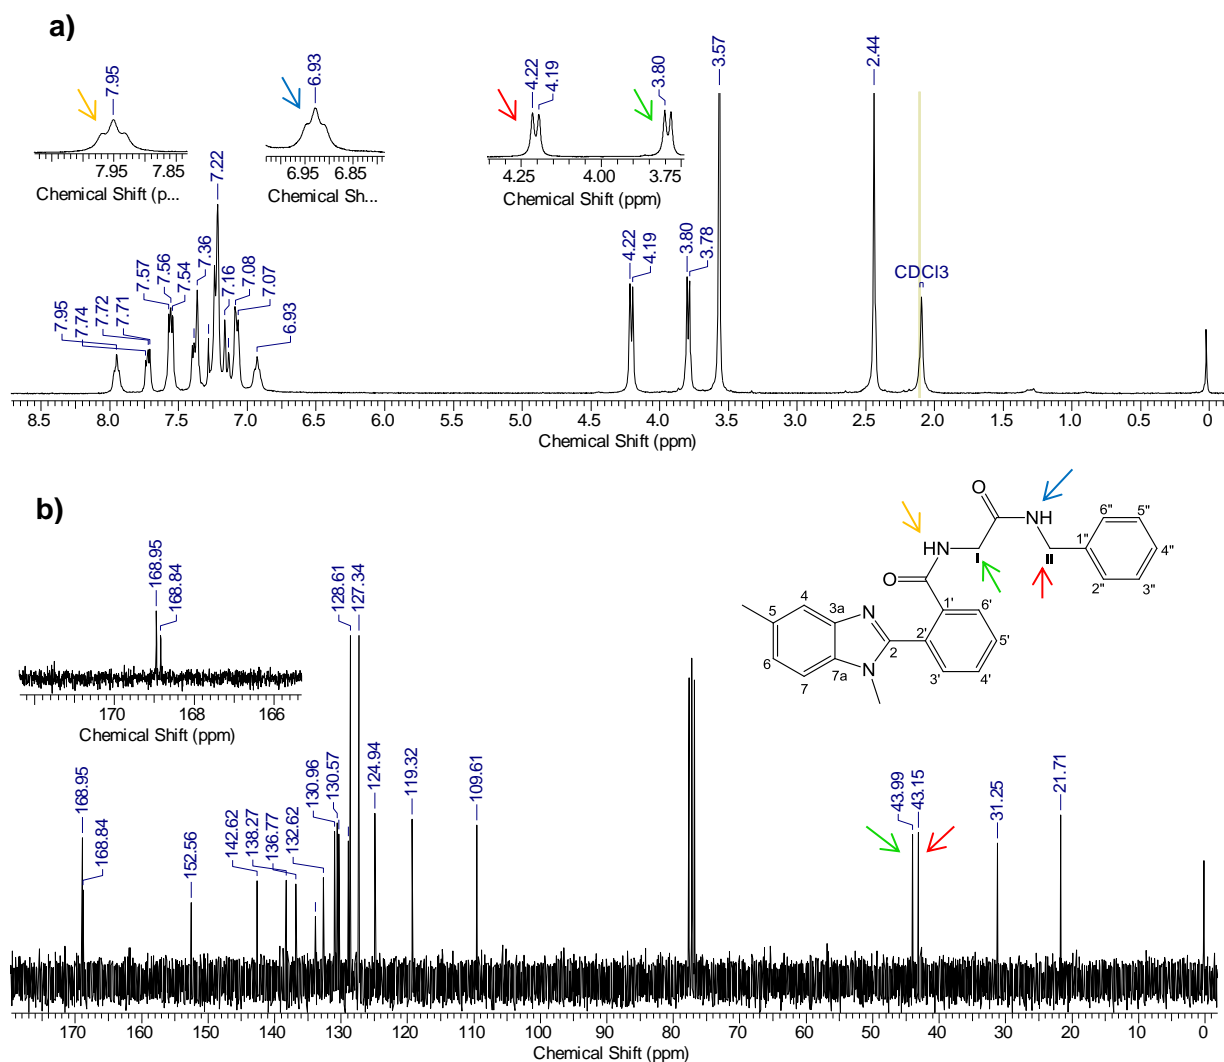 a)
7.95
7.95 7.85
Chemical Shift (p...
6.93
6.95 6.85
Chemical Sh...
4.22
4.19
3.80
4.25 4.00 3.75
Chemical Shift (ppm)
3.57
2.44
7.95
7.74
7.72
7.71
7.57
7.56
7.54
7.36
7.22
7.16
7.08
7.07
6.93
4.22
4.19
3.80
3.78
CDCl3
8.5 8.0 7.5 7.0 6.5 6.0 5.5 5.0 4.5 4.0 3.5 3.0 2.5 2.0 1.5 1.0 0.5 0
Chemical Shift (ppm)
b)
168.95
168.84
170 168 166
Chemical Shift (ppm)
168.95
168.84
152.56
142.62
138.27
136.77
132.62
130.96
130.57
128.61
127.34
124.94
119.32
109.61
43.99
43.15
31.25
21.71
O
NH
6''
5''
1''
4''
HN
I
II
2''
3''
O
4
3a
N
1'
6'
5
2'
5'
2
6
7a
N
3'
4'
7
170 160 150 140 130 120 110 100 90 80 70 60 50 40 30 20 10 0
Chemical Shift (ppm)